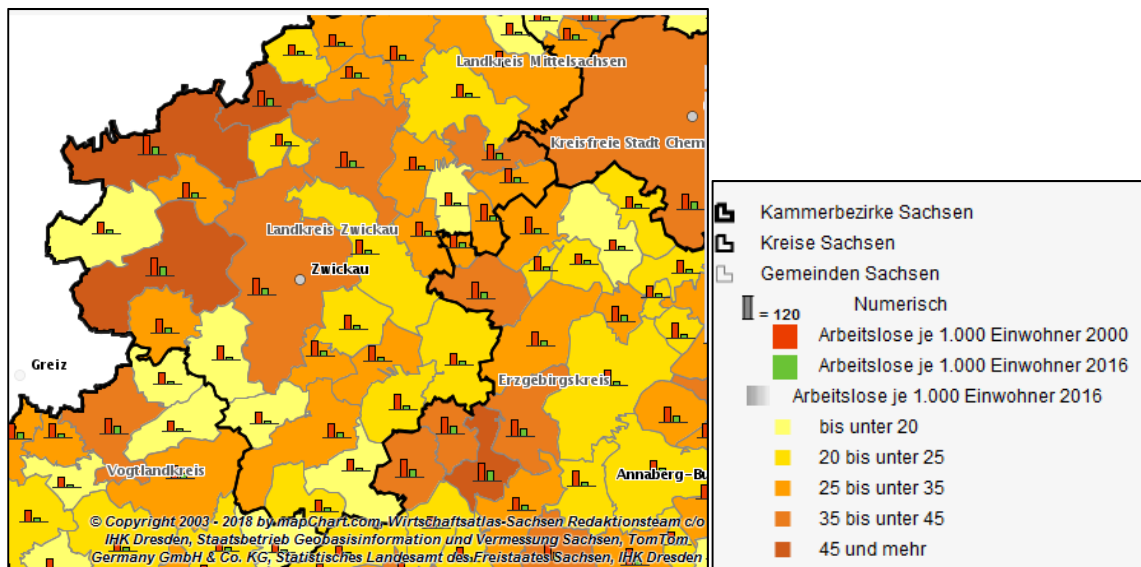 Landkreis Mittelsachsen
Kreisfreie Stadt Chem
Landkreis Zwickau
Zwickau
Greiz
Erzgebirgskreis
Vogtlandkreis
Annaberg-Bu
© Copyright 2003 - 2018 by mapChart.com, Wirtschaftsatlas-Sachsen Redaktionsteam c/o
IHK Dresden, Staatsbetrieb Geobasisinformation und Vermessung Sachsen, TomTom
Germany GmbH & Co. KG, Statistisches Landesamt des Freistaates Sachsen, IHK Dresden
Kammerbezirke Sachsen
Kreise Sachsen
Gemeinden Sachsen
Numerisch
= 120
Arbeitslose je 1.000 Einwohner 2000
Arbeitslose je 1.000 Einwohner 2016
Arbeitslose je 1.000 Einwohner 2016
bis unter 20
20 bis unter 25
25 bis unter 35
35 bis unter 45
45 und mehr